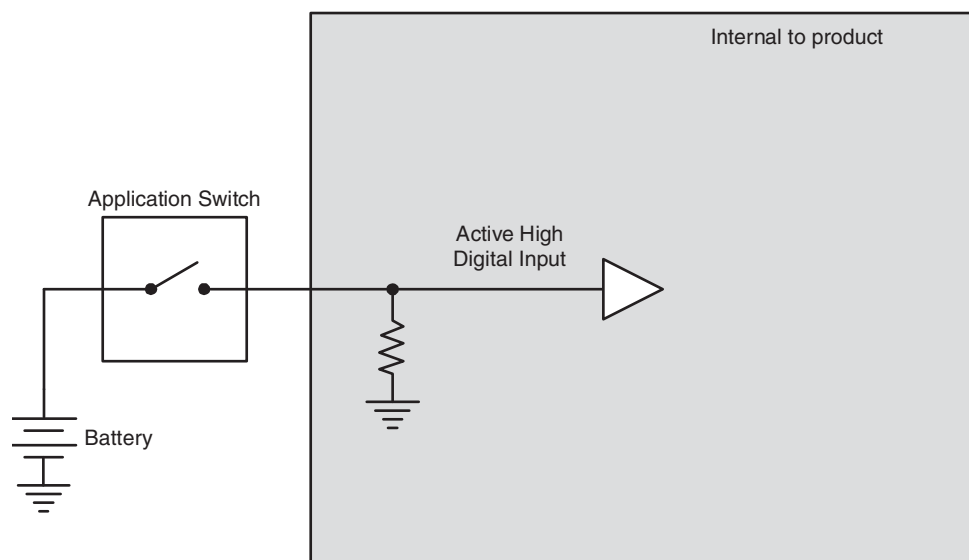 Internal to product
Application Switch
Active High
Digital Input
Battery